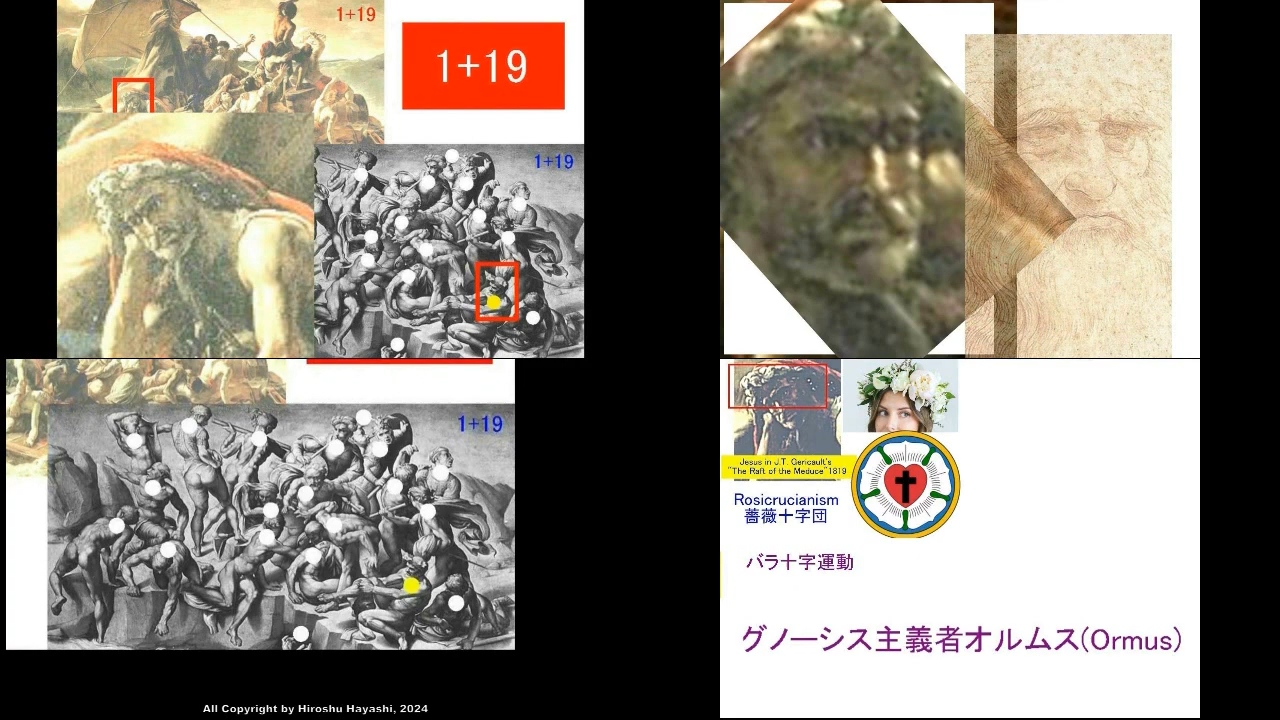 1+19
1+19
1+19
1+19
Jesus in J.T. Gericault's
"The Raft of the Meduce"1819
Rosicrucianism
薔薇十字団
バラ十字運動
グノーシス主義者オルムス(Ormus)
All Copyright by Hiroshu Hayashi, 2024